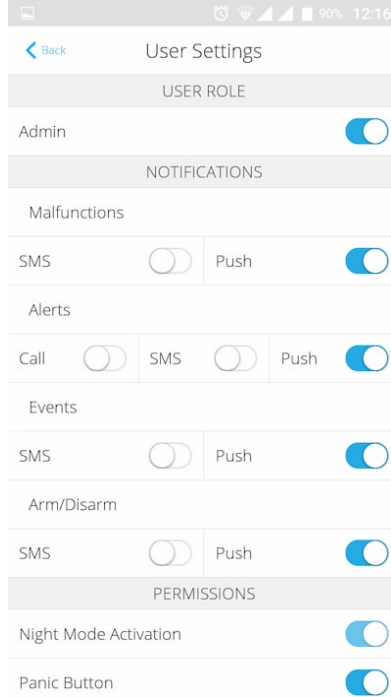 90% 12:16
Back User Settings
USER ROLE
Admin
NOTIFICATIONS
Malfunctions
SMS Push
Alerts
Call SMS Push
Events
SMS Push
Arm/Disarm
SMS Push
PERMISSIONS
Night Mode Activation
Panic Button